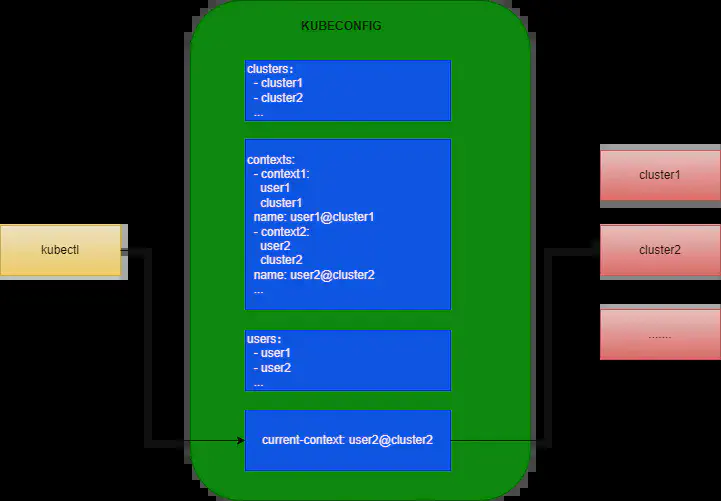 KUBECONFIG
clusters:
- cluster1
- cluster2
...
contexts:
- context1:
user1
cluster1
name: user1@cluster1
- context2:
user2
cluster2
name: user2@cluster2
...
users:
- user1
- user2
...
current-context: user2@cluster2
kubectl
cluster1
cluster2
.......